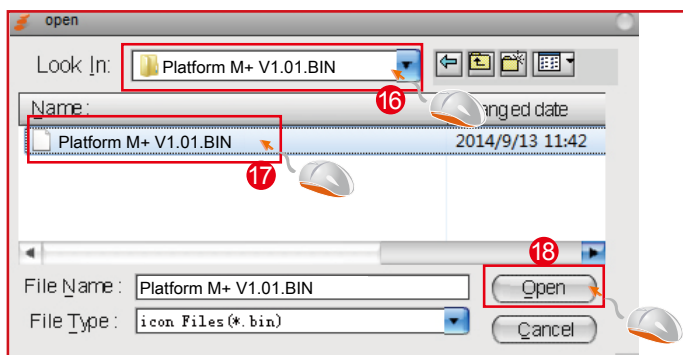 open
Look In: Platform M+ V1.01.BIN
16
Name: anged date
Platform M+ V1.01.BIN 2014/9/13 11:42
17
18
File Name: Platform M+ V1.01.BIN Open
File Type: icon Files(*.bin) Cancel